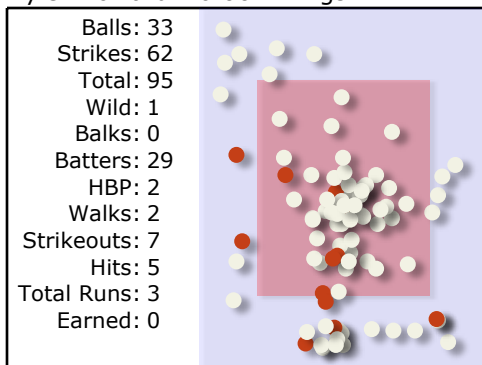 Balls: 33
Strikes: 62
Total: 95
Wild: 1
Balks: 0
Batters: 29
HBP: 2
Walks: 2
Strikeouts: 7
Hits: 5
Total Runs: 3
Earned: 0